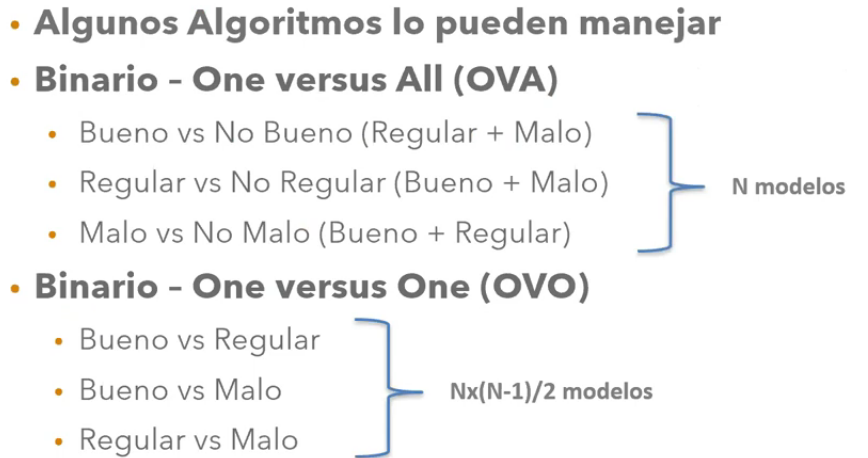 • Algunos Algoritmos lo pueden manejar
• Binario – One versus All (OVA)
• Bueno vs No Bueno (Regular + Malo)
• Regular vs No Regular (Bueno + Malo)
N modelos
• Malo vs No Malo (Bueno + Regular)
• Binario – One versus One (OVO)
• Bueno vs Regular
• Bueno vs Malo
Nx(N-1)/2 modelos
• Regular vs Malo